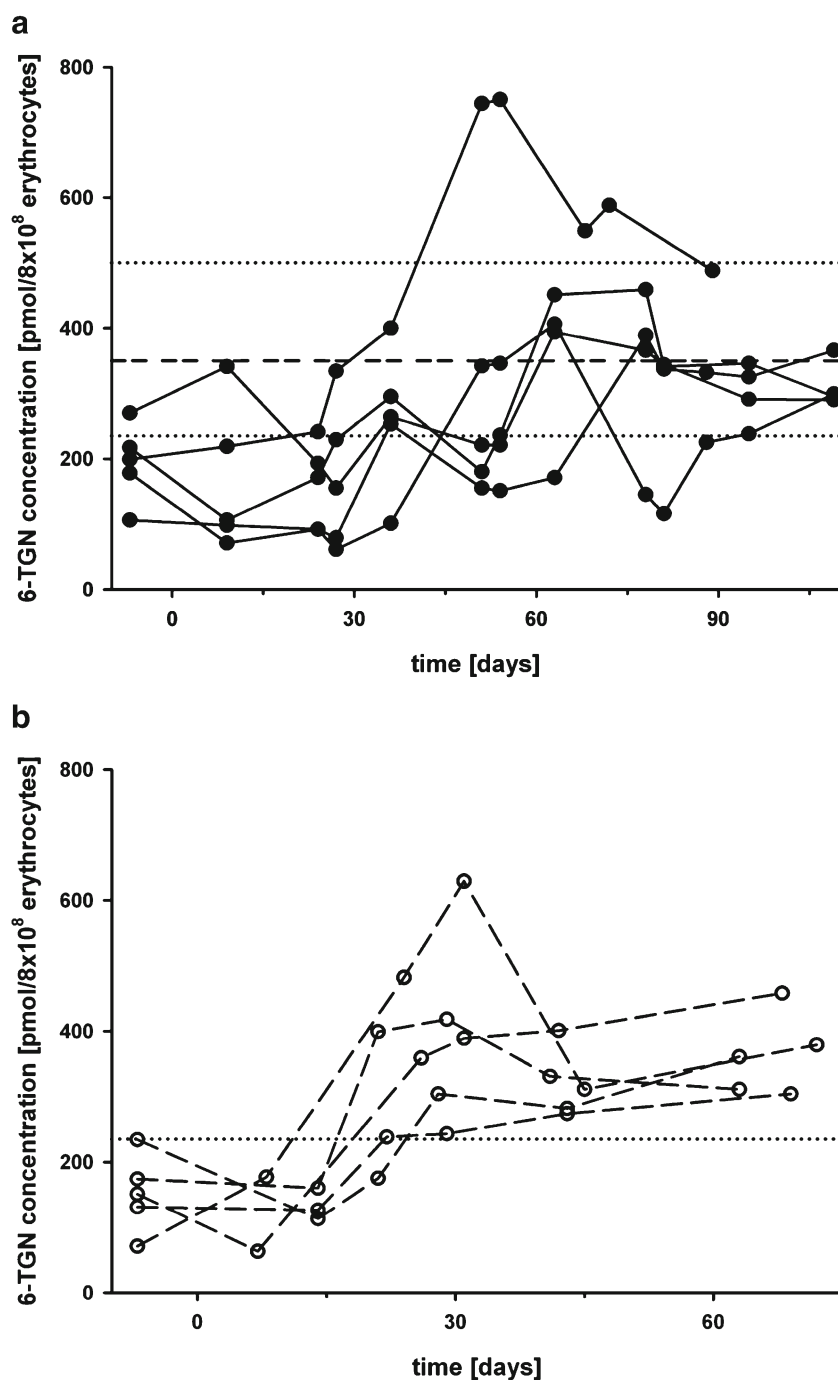 a
6-TGN concentration [pmol/8x10⁸ erythrocytes]
800
600
400
200
0
0 30 60 90
time [days]
b
6-TGN concentration [pmol/8x10⁸ erythrocytes]
800
600
400
200
0
0 30 60
time [days]